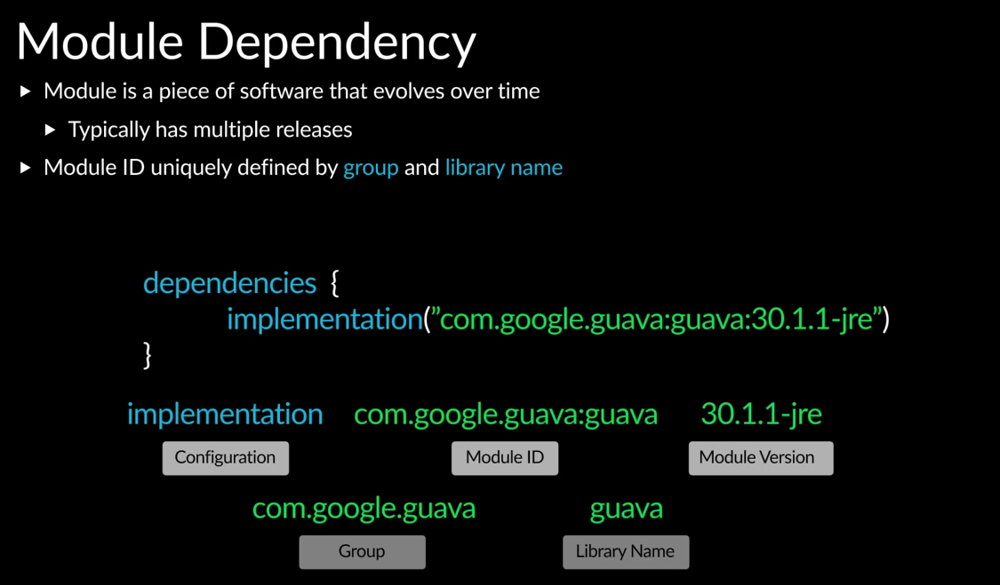 Module Dependency
▶ Module is a piece of software that evolves over time
▶ Typically has multiple releases
▶ Module ID uniquely defined by group and library name
dependencies {
implementation(”com.google.guava:guava:30.1.1-jre”)
}
implementation com.google.guava:guava 30.1.1-jre
Configuration Module ID Module Version
com.google.guava guava
Group Library Name